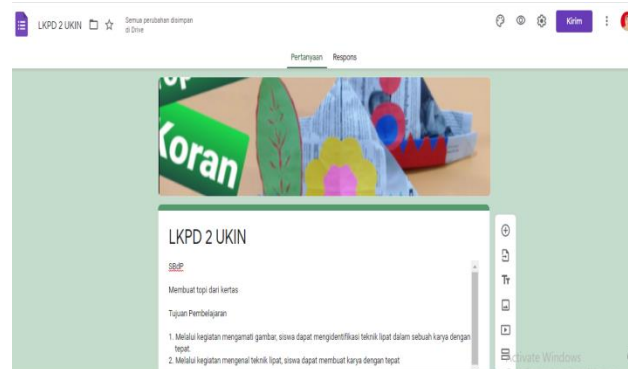 LKPD 2 UKIN
Semua perubahan disimpan
di Drive
Kirim
Pertanyaan Respons
Koran
LKPD 2 UKIN
SBdP
Membuat topi dari kertas
Tujuan Pembelajaran
1. Melalui kegiatan mengamati gambar, siswa dapat mengidentifikasi teknik lipat dalam sebuah karya dengan
tepat.
2. Melalui kegiatan mengenal teknik lipat, siswa dapat membuat karya dengan tepat
Tt
Activate Windows